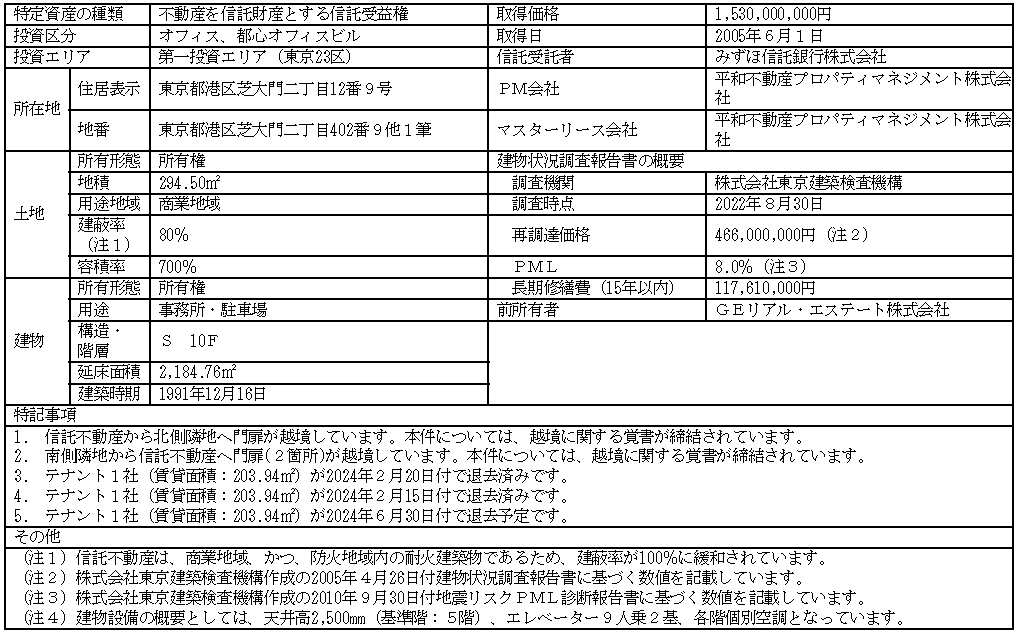 特定資産の種類 不動産を信託財産とする信託受益権 取得価格 1,530,000,000円
投資区分 オフィス、都心オフィスビル 取得日 2005年６月１日
投資エリア 第一投資エリア（東京23区） 信託受託者 みずほ信託銀行株式会社
所在地 住居表示 東京都港区芝大門二丁目12番９号 ＰＭ会社 平和不動産プロパティマネジメント株式会
社
地番 東京都港区芝大門二丁目402番９他１筆 マスターリース会社 平和不動産プロパティマネジメント株式会
社
土地 所有形態 所有権 建物状況調査報告書の概要
地積 294.50㎡ 調査機関 株式会社東京建築検査機構
用途地域 商業地域 調査時点 2022年８月30日
建蔽率
（注１） 80％ 再調達価格 466,000,000円（注２）
容積率 700％ ＰＭＬ 8.0％（注３）
建物 所有形態 所有権 長期修繕費（15年以内） 117,610,000円
用途 事務所・駐車場 前所有者 ＧＥリアル・エステート株式会社
構造・
階層 Ｓ　10Ｆ
延床面積 2,184.76㎡
建築時期 1991年12月16日
特記事項
1.　信託不動産から北側隣地へ門扉が越境しています。本件については、越境に関する覚書が締結されています。
2.　南側隣地から信託不動産へ門扉(２箇所)が越境しています。本件については、越境に関する覚書が締結されています。
3.　テナント１社（賃貸面積：203.94㎡）が2024年２月20日付で退去済みです。
4.　テナント１社（賃貸面積：203.94㎡）が2024年２月15日付で退去済みです。
5.　テナント１社（賃貸面積：203.94㎡）が2024年６月30日付で退去予定です。
その他
（注１）信託不動産は、商業地域、かつ、防火地域内の耐火建築物であるため、建蔽率が100％に緩和されています。
（注２）株式会社東京建築検査機構作成の2005年４月26日付建物状況調査報告書に基づく数値を記載しています。
（注３）株式会社東京建築検査機構作成の2010年９月30日付地震リスクＰＭＬ診断報告書に基づく数値を記載しています。
（注４）建物設備の概要としては、天井高2,500mm（基準階：５階）、エレベーター９人乗２基、各階個別空調となっています。